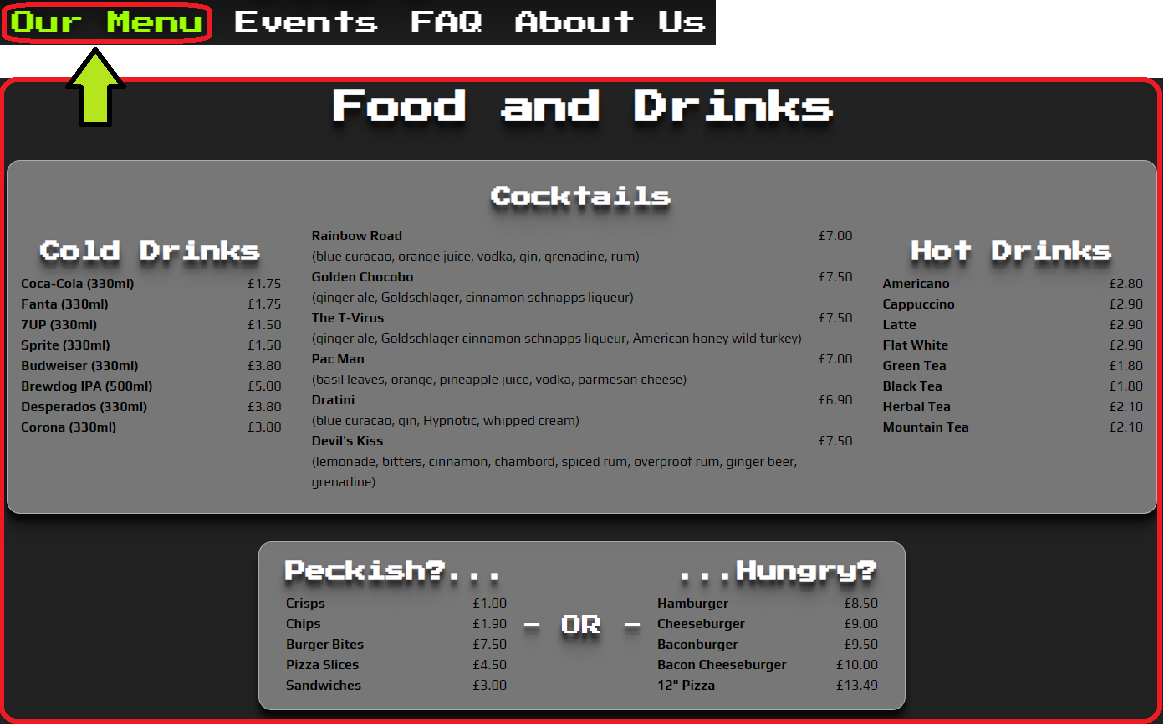 Our Menu Events FAQ About Us
Food and Drinks
Cold Drinks
Coca-Cola (330ml) £1.75
Fanta (330ml) £1.75
7UP (330ml) £1.50
Sprite (330ml) £1.50
Budweiser (330ml) £3.80
Brewdog IPA (500ml) £5.00
Desperados (330ml) £3.80
Corona (330ml) £3.80
Cocktails
Rainbow Road £7.00
(blue curacao, orange juice, vodka, gin, grenadine, rum)
Golden Chocobo £7.50
(ginger ale, Goldschlager, cinnamon schnapps liqueur)
The T-Virus £7.50
(ginger ale, Goldschlager cinnamon schnapps liqueur, American honey wild turkey)
Pac Man £7.00
(basil leaves, orange, pineapple juice, vodka, parmesan cheese)
Dratini £6.90
(blue curacao, gin, Hypnotic, whipped cream)
Devil's Kiss £7.50
(lemonade, bitters, cinnamon, chambord, spiced rum, overproof rum, ginger beer,
grenadine)
Hot Drinks
Americano £2.80
Cappuccino £2.90
Latte £2.90
Flat White £2.90
Green Tea £1.80
Black Tea £1.80
Herbal Tea £2.10
Mountain Tea £2.10
Peckish?...
Crisps £1.00
Chips £1.90
Burger Bites £7.50
Pizza Slices £4.50
Sandwiches £3.00
- OR -
...Hungry?
Hamburger £8.50
Cheeseburger £9.00
Baconburger £9.50
Bacon Cheeseburger £10.00
12" Pizza £13.49